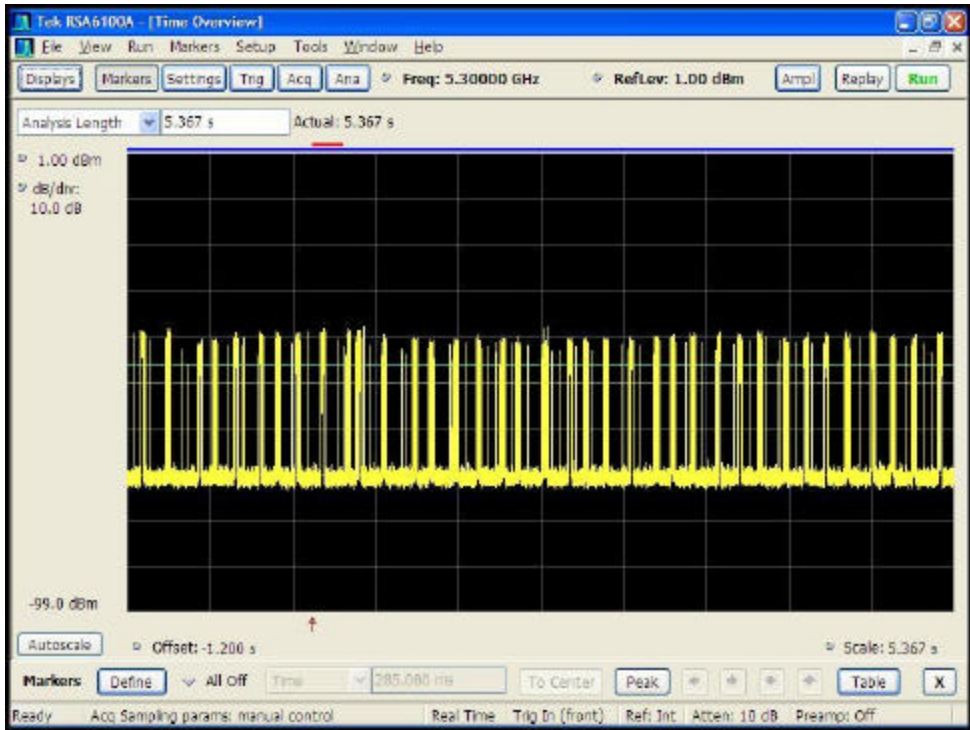 Tek RSA6100A - [Time Overview]
File View Run Markers Setup Tools Window Help
Displays Markers Settings Trig Acq Ana Freq: 5.30000 GHz RefLev: 1.00 dBm Ampl Replay Run
Analysis Length 5.367 s Actual: 5.367 s
1.00 dBm
dB/div:
10.0 dB
-99.0 dBm
Autoscale Offset: -1.200 s Scale: 5.367 s
Markers Define All Off Time 285.080 ms To Center Peak Table X
Ready Acq Sampling params: manual control Real Time Trig In (front) Ref: Int Atten: 10 dB Preamp: Off